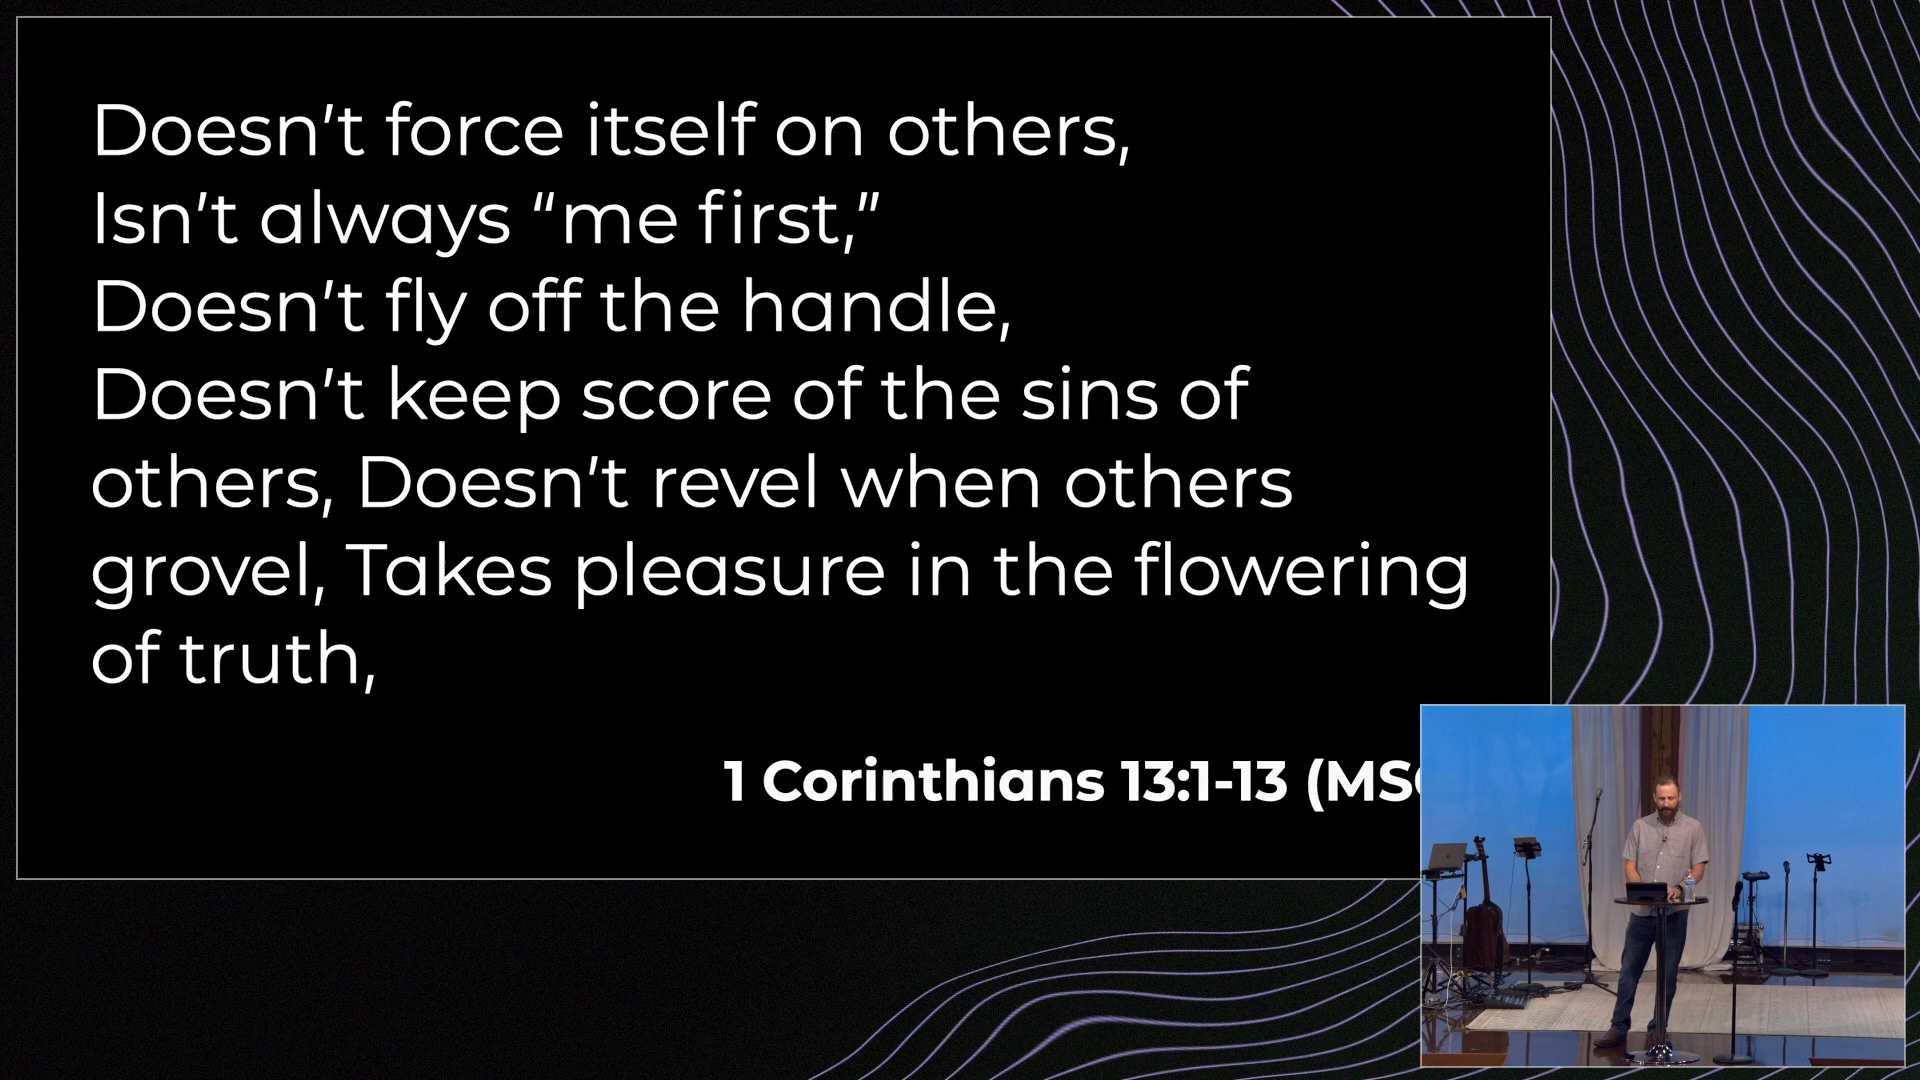 Doesn’t force itself on others,
Isn’t always “me first,”
Doesn’t fly off the handle,
Doesn’t keep score of the sins of
others, Doesn’t revel when others
grovel, Takes pleasure in the flowering
of truth,
1 Corinthians 13:1-13 (MS